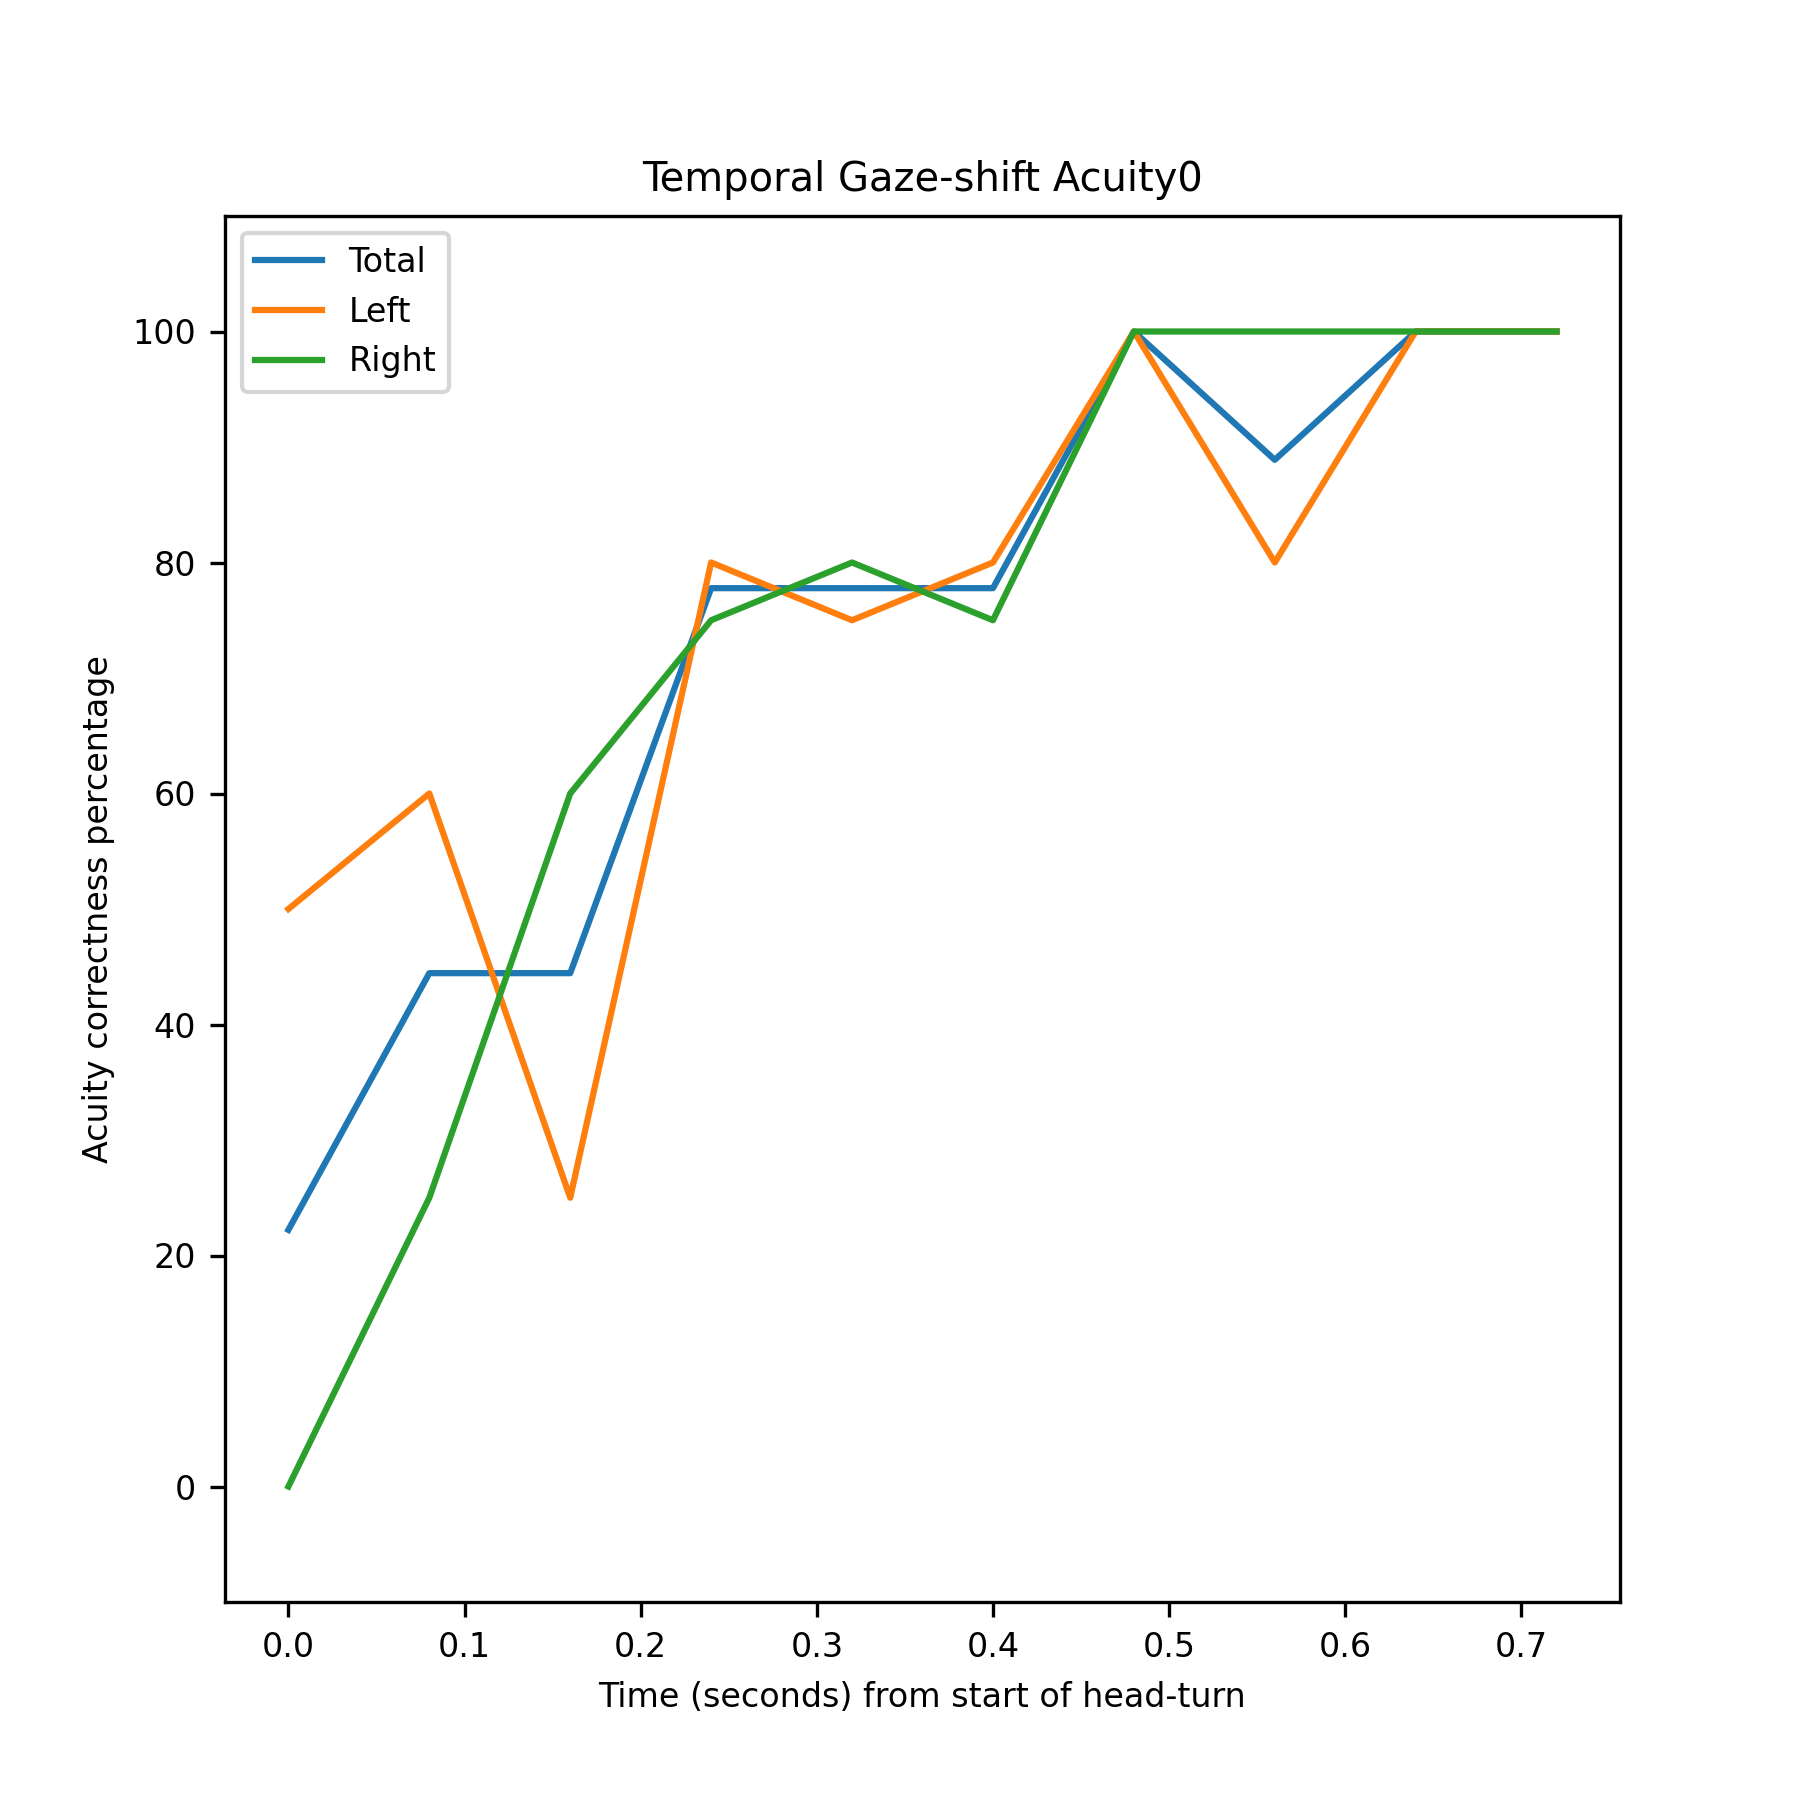 Temporal Gaze-shift Acuity0
Total
Left
Right
100
80
60
40
20
0
Acuity correctness percentage
0.0 0.1 0.2 0.3 0.4 0.5 0.6 0.7
Time (seconds) from start of head-turn